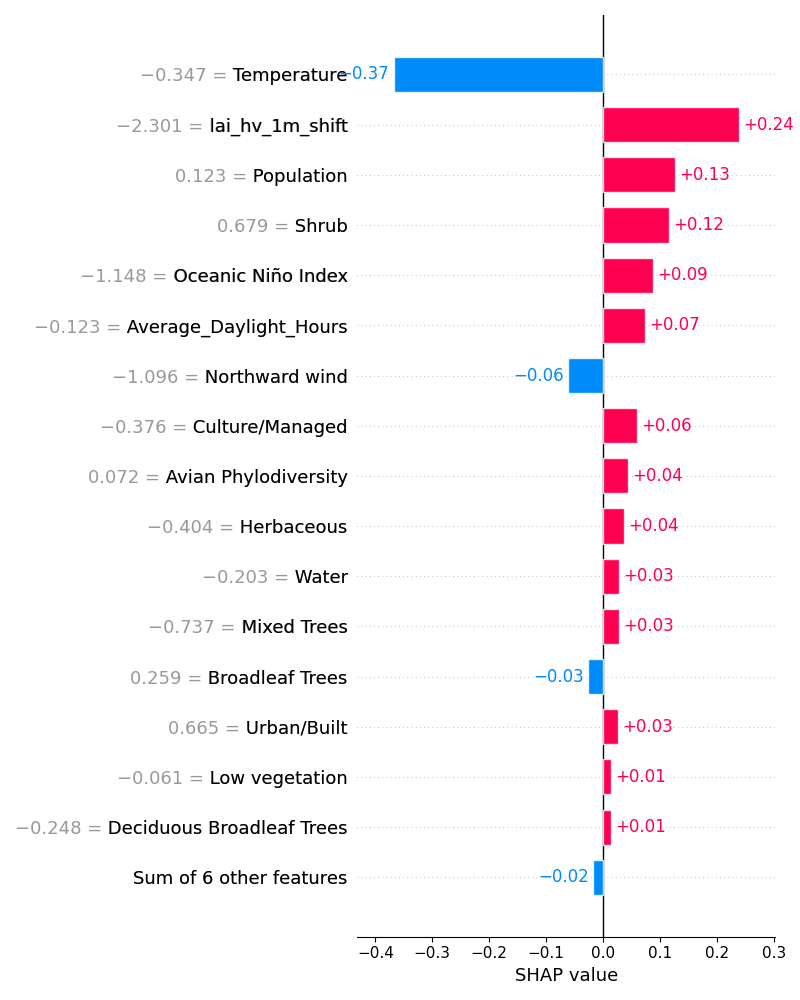 −0.347 = Temperature −0.37
−2.301 = lai_hv_1m_shift +0.24
0.123 = Population +0.13
0.679 = Shrub +0.12
−1.148 = Oceanic Niño Index +0.09
−0.123 = Average_Daylight_Hours +0.07
−1.096 = Northward wind −0.06
−0.376 = Culture/Managed +0.06
0.072 = Avian Phylodiversity +0.04
−0.404 = Herbaceous +0.04
−0.203 = Water +0.03
−0.737 = Mixed Trees +0.03
0.259 = Broadleaf Trees −0.03
0.665 = Urban/Built +0.03
−0.061 = Low vegetation +0.01
−0.248 = Deciduous Broadleaf Trees +0.01
Sum of 6 other features −0.02
−0.4 −0.3 −0.2 −0.1 0.0 0.1 0.2 0.3
SHAP value